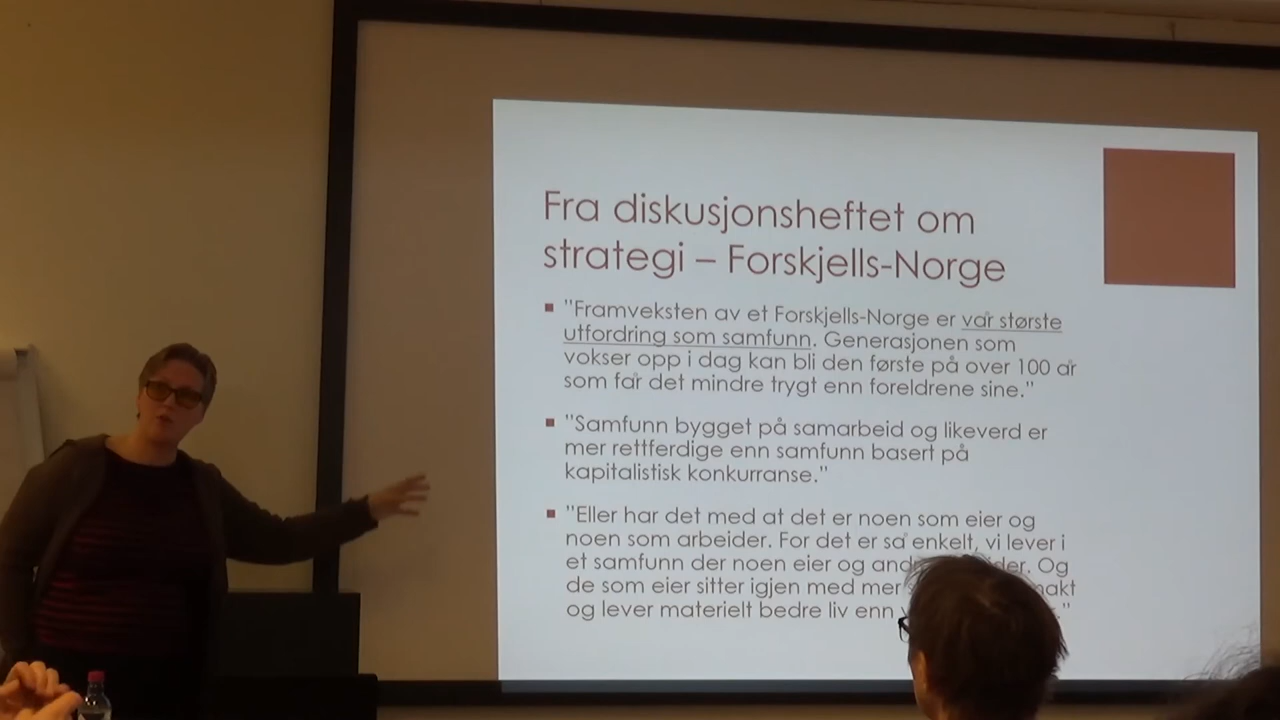 Fra diskusjonsheftet om
strategi – Forskjells-Norge
"Framveksten av et Forskjells-Norge er vår største
utfordring som samfunn. Generasjonen som
vokser opp i dag kan bli den første på over 100 år
som får det mindre trygt enn foreldrene sine."
"Samfunn bygget på samarbeid og likeverd er
mer rettferdige enn samfunn basert på
kapitalistisk konkurranse."
"Eller har det med at det er noen som eier og
noen som arbeider. For det er så enkelt, vi lever i
et samfunn der noen eier og Og
de som eier sitter igjen med mer
og lever materielt bedre liv enn